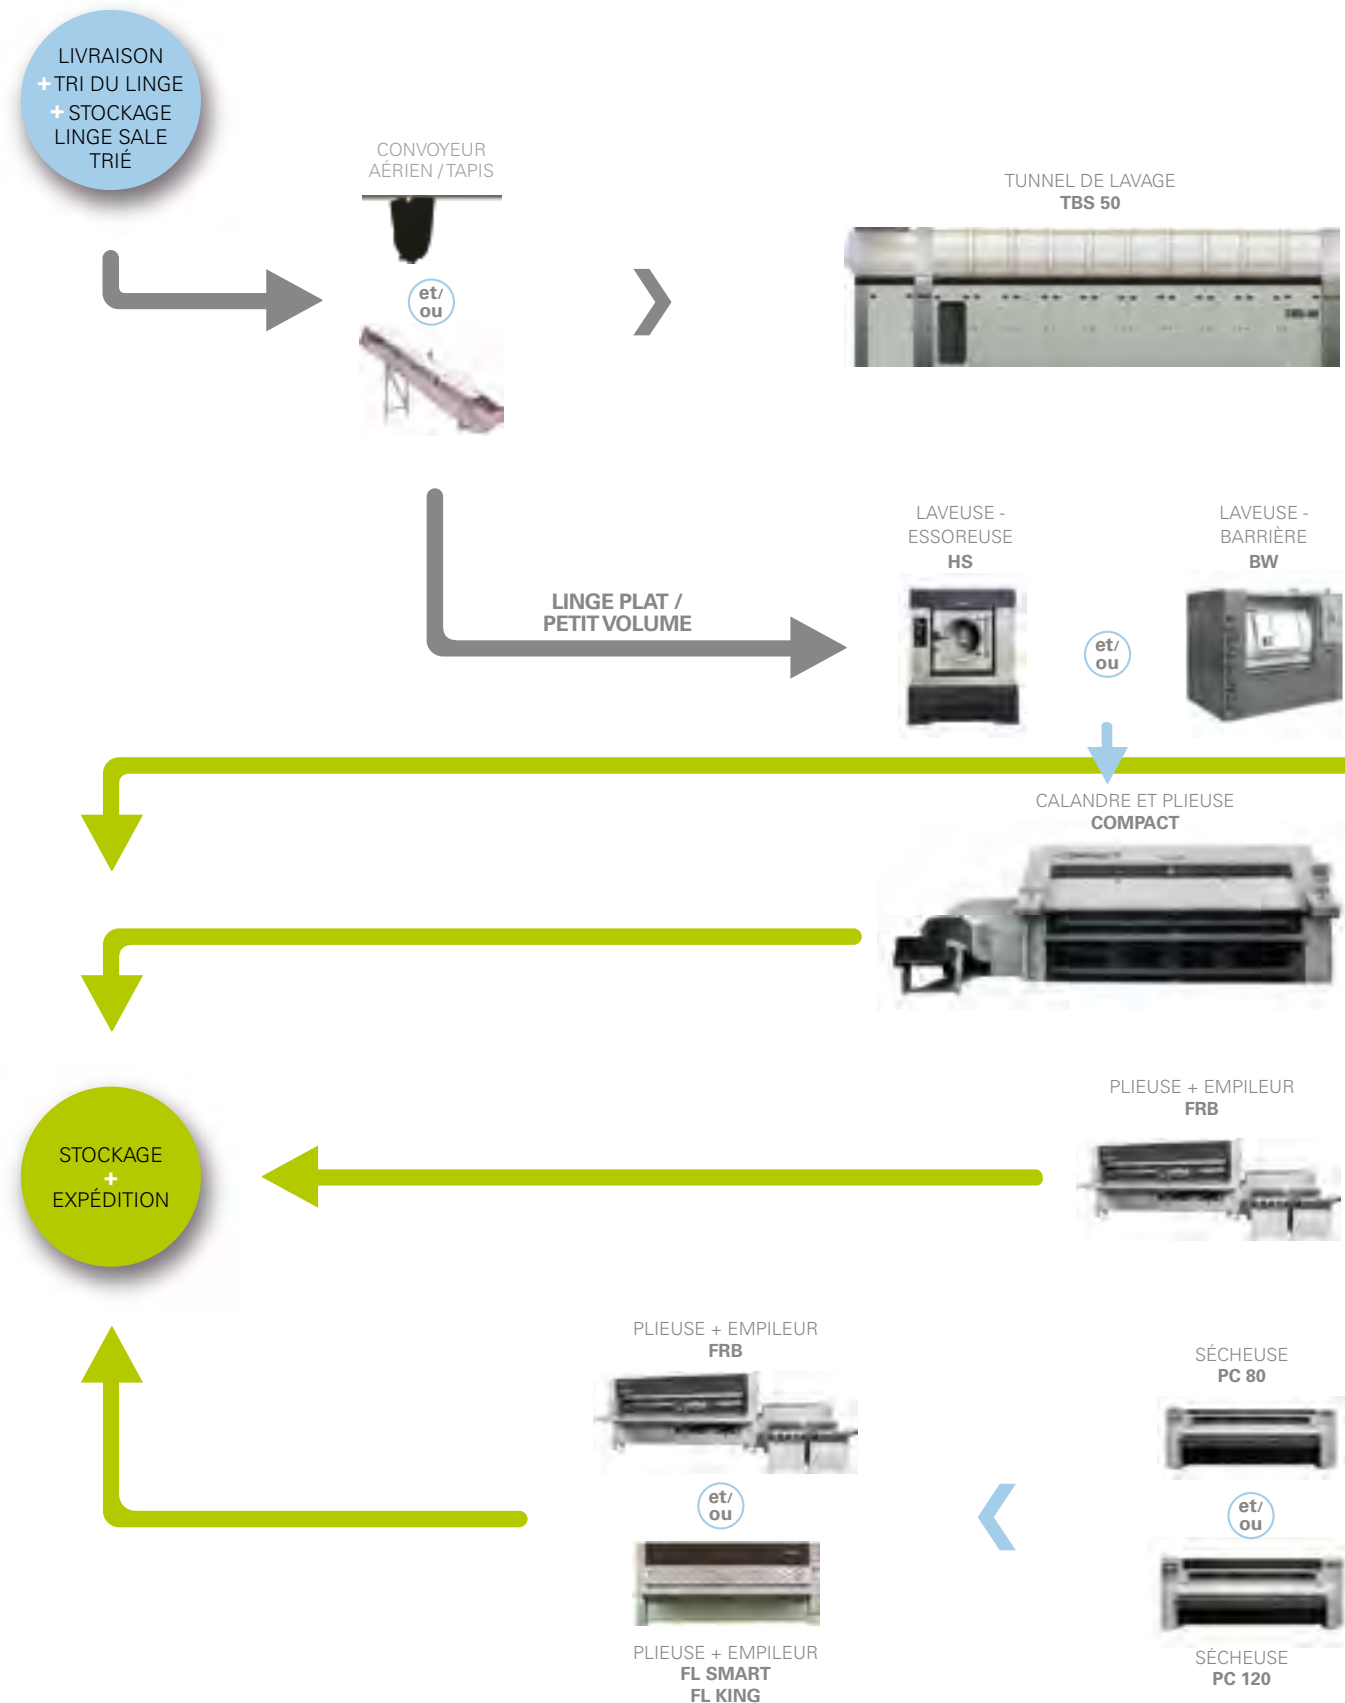 LIVRAISON
+ TRI DU LINGE
+ STOCKAGE
LINGE SALE
TRIÉ
CONVOYEUR
AÉRIEN / TAPIS
et/
ou
TUNNEL DE LAVAGE
TBS 50
LINGE PLAT /
PETIT VOLUME
LAVEUSE -
ESSOREUSE
HS
et/
ou
LAVEUSE -
BARRIÈRE
BW
CALANDRE ET PLIEUSE
COMPACT
PLIEUSE + EMPILEUR
FRB
STOCKAGE
+
EXPÉDITION
PLIEUSE + EMPILEUR
FRB
et/
ou
PLIEUSE + EMPILEUR
FL SMART
FL KING
SÉCHEUSE
PC 80
et/
ou
SÉCHEUSE
PC 120